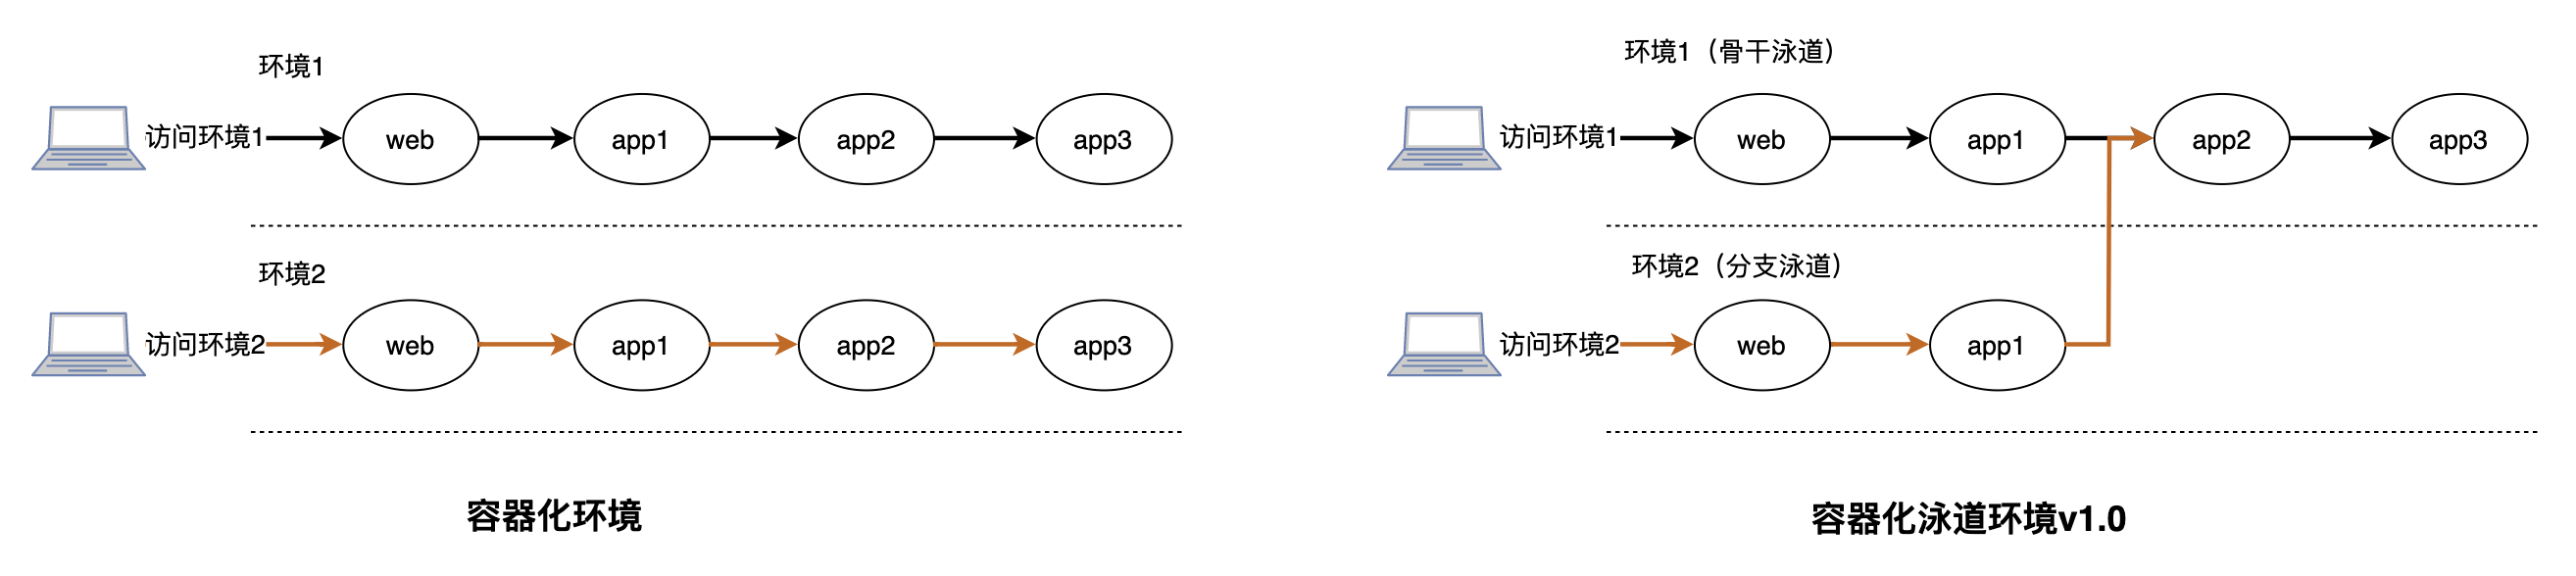 环境1
访问环境1
web
app1
app2
app3
环境2
访问环境2
web
app1
app2
app3
容器化环境
环境1（骨干泳道）
访问环境1
web
app1
app2
app3
环境2（分支泳道）
访问环境2
web
app1
容器化泳道环境v1.0